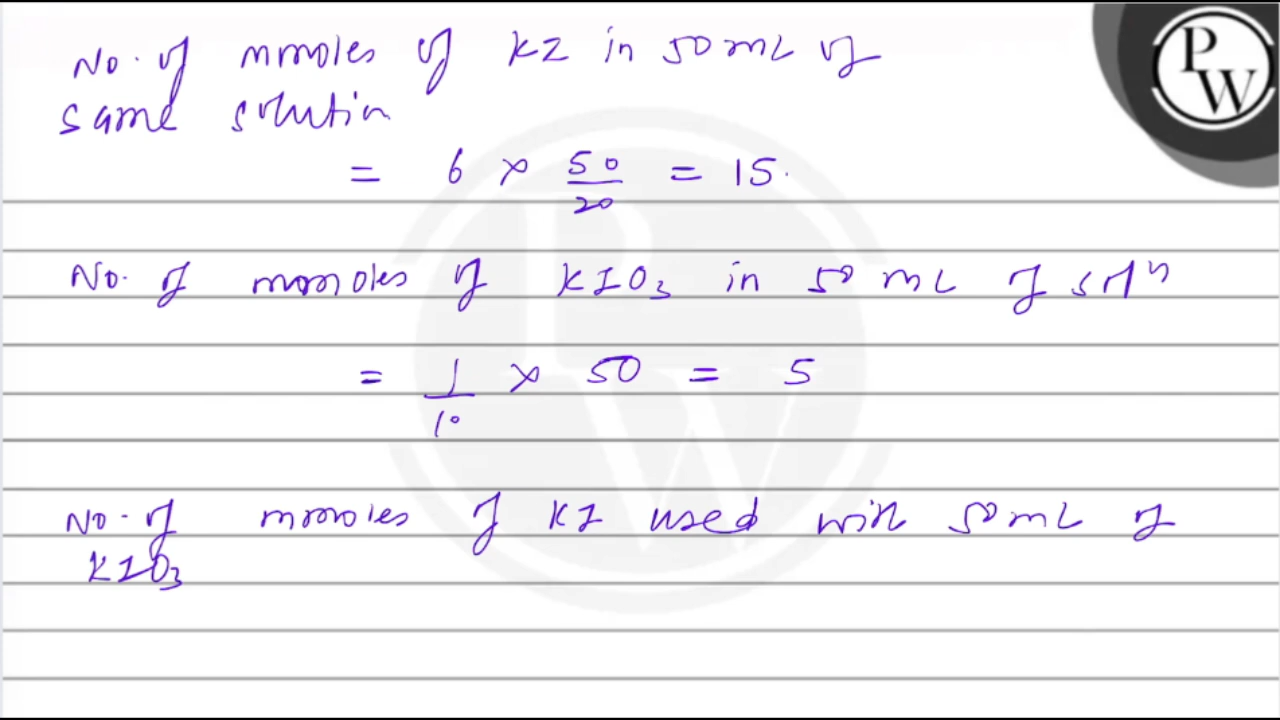 PW
No. of mmoles of KI in 50 mL of
same solution
= 6 × 50/20 = 15.
No. of mmoles of KIO₃ in 50 mL of solⁿ
= 1/10 × 50 = 5
No. of mmoles of KI used with 50 mL of
KIO₃